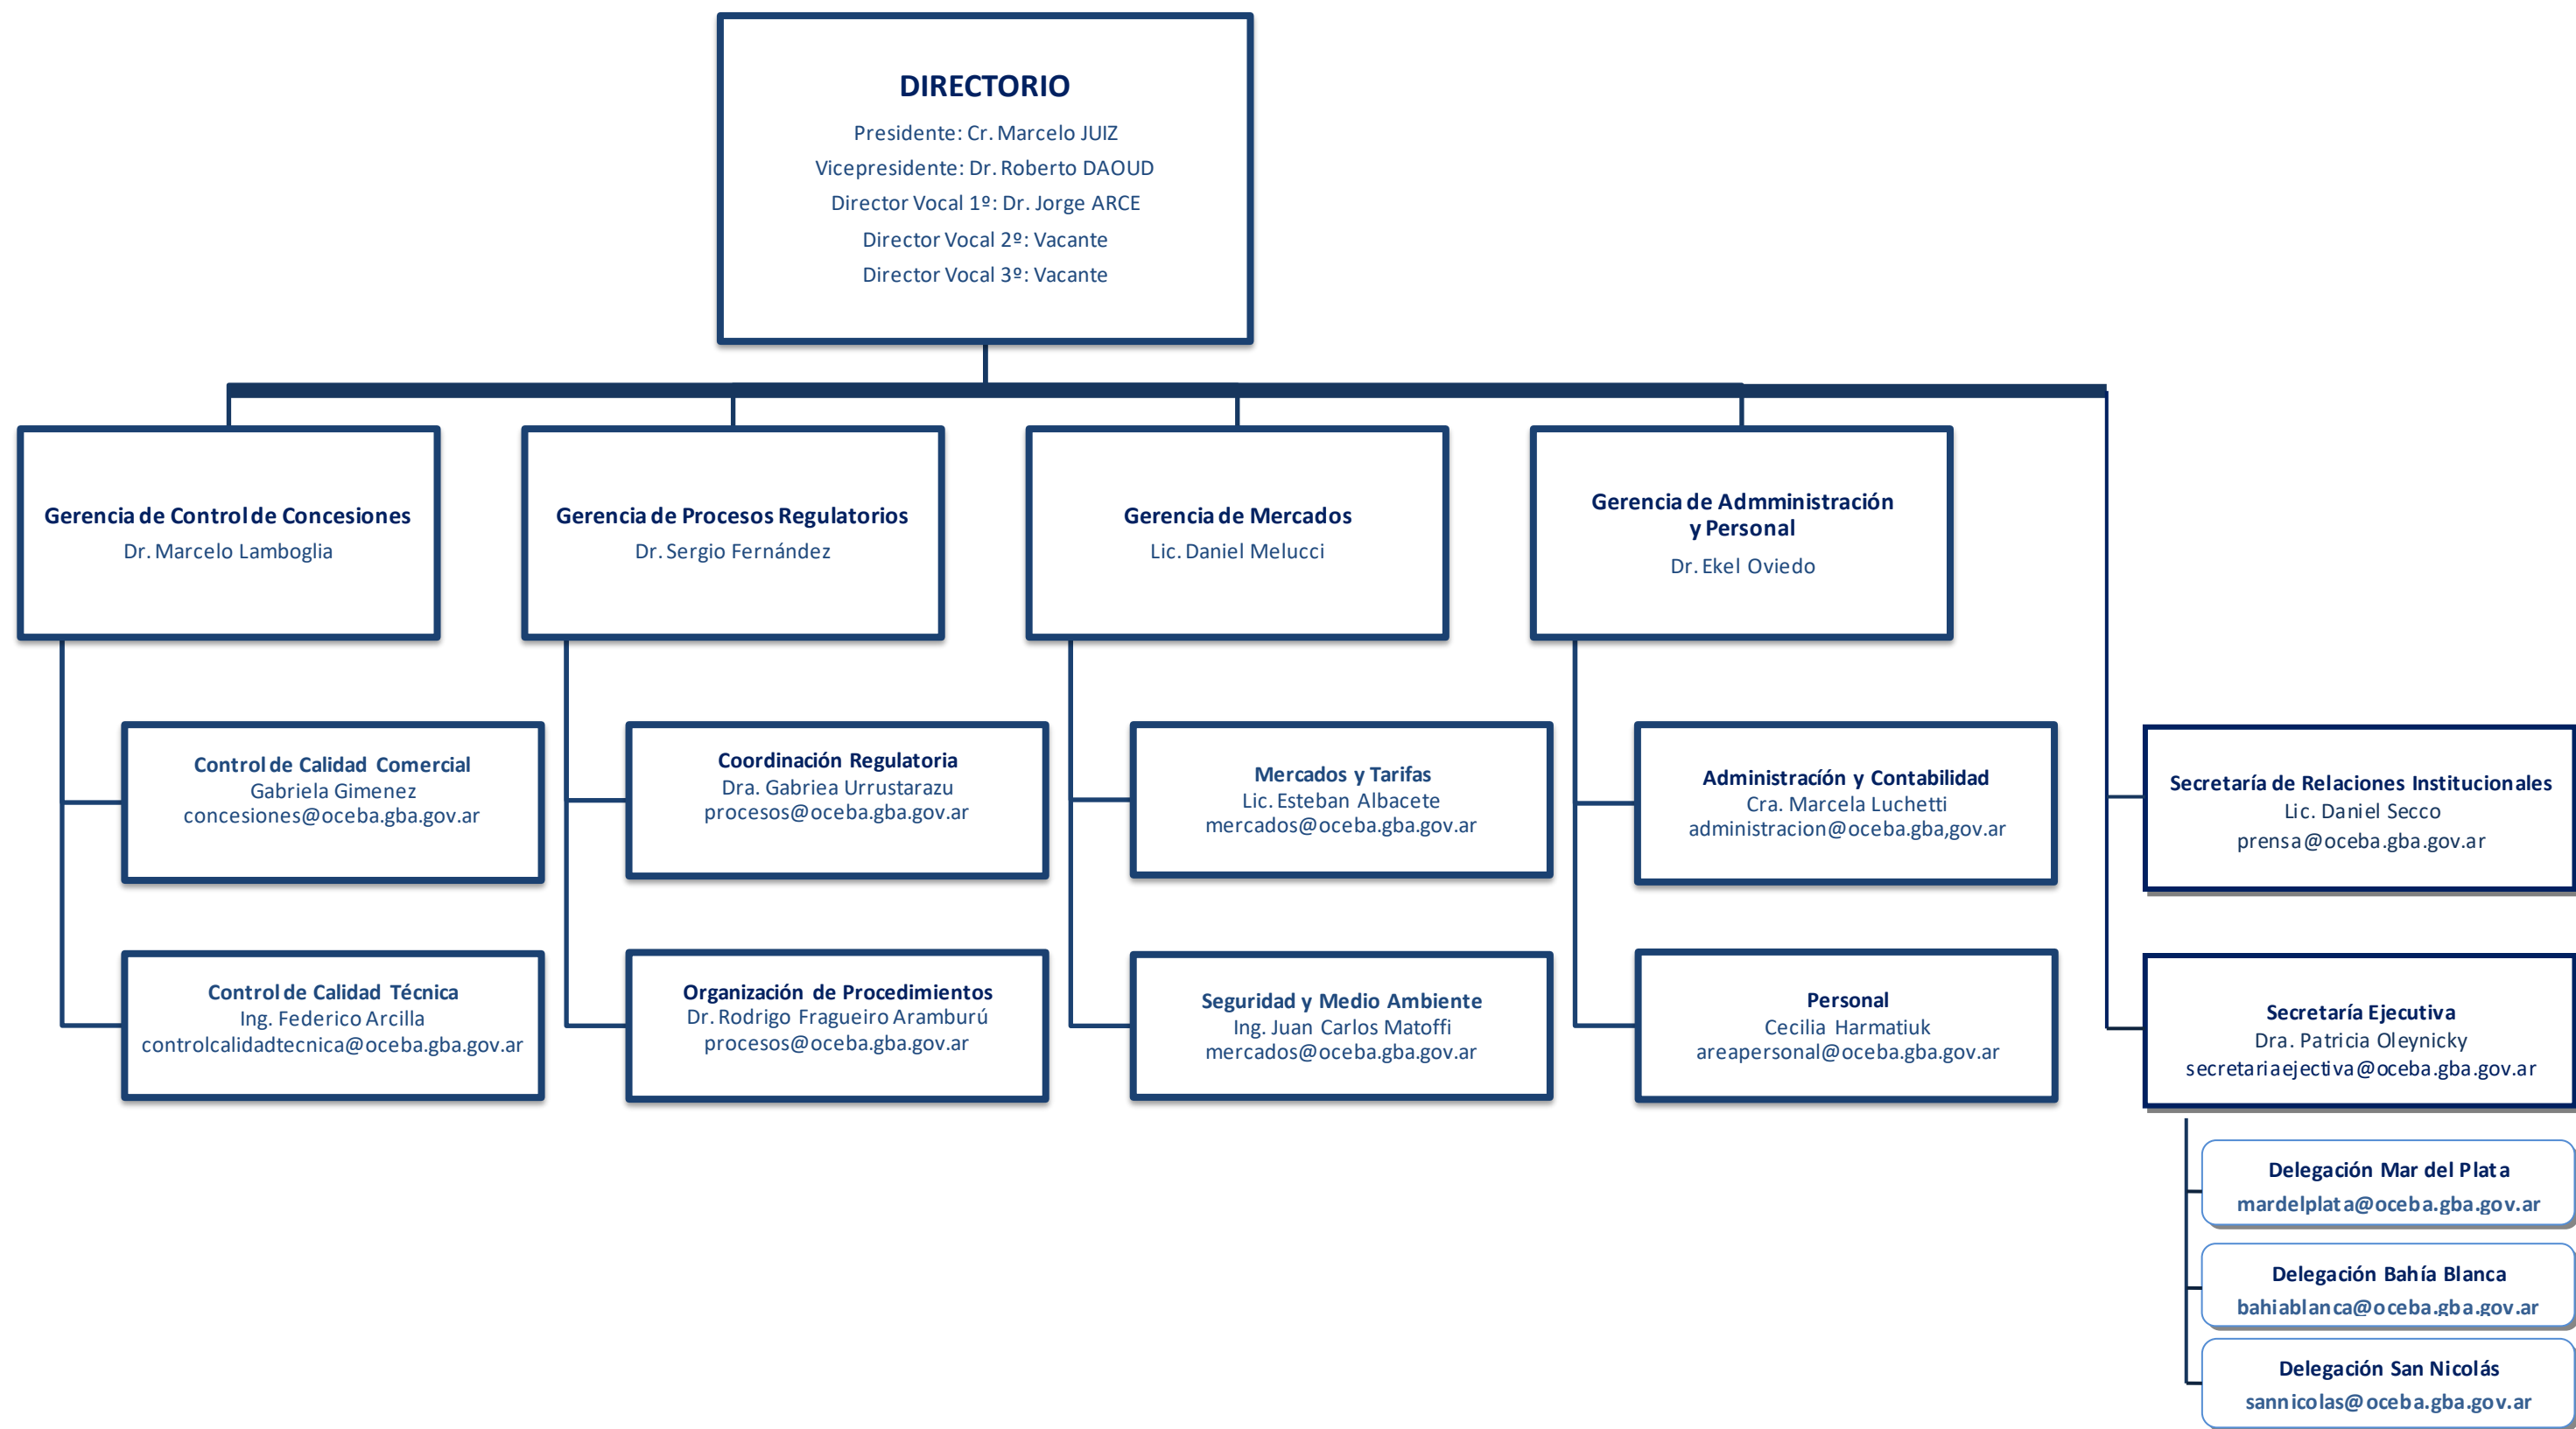 DIRECTORIO
Presidente: Cr. Marcelo JUIZ
Vicepresidente: Dr. Roberto DAOUD
Director Vocal 1º: Dr. Jorge ARCE
Director Vocal 2º: Vacante
Director Vocal 3º: Vacante
Gerencia de Control de Concesiones
Dr. Marcelo Lamboglia
Gerencia de Procesos Regulatorios
Dr. Sergio Fernández
Gerencia de Mercados
Lic. Daniel Melucci
Gerencia de Admministración
y Personal
Dr. Ekel Oviedo
Control de Calidad Comercial
Gabriela Gimenez
concesiones@oceba.gba.gov.ar
Coordinación Regulatoria
Dra. Gabriea Urrustarazu
procesos@oceba.gba.gov.ar
Mercados y Tarifas
Lic. Esteban Albacete
mercados@oceba.gba.gov.ar
Administracíón y Contabilidad
Cra. Marcela Luchetti
administracion@oceba.gba,gov.ar
Secretaría de Relaciones Institucionales
Lic. Daniel Secco
prensa@oceba.gba.gov.ar
Control de Calidad Técnica
Ing. Federico Arcilla
controlcalidadtecnica@oceba.gba.gov.ar
Organización de Procedimientos
Dr. Rodrigo Fragueiro Aramburú
procesos@oceba.gba.gov.ar
Seguridad y Medio Ambiente
Ing. Juan Carlos Matoffi
mercados@oceba.gba.gov.ar
Personal
Cecilia Harmatiuk
areapersonal@oceba.gba.gov.ar
Secretaría Ejecutiva
Dra. Patricia Oleynicky
secretariaejectiva@oceba.gba.gov.ar
Delegación Mar del Plata
mardelplata@oceba.gba.gov.ar
Delegación Bahía Blanca
bahiablanca@oceba.gba.gov.ar
Delegación San Nicolás
sannicolas@oceba.gba.gov.ar